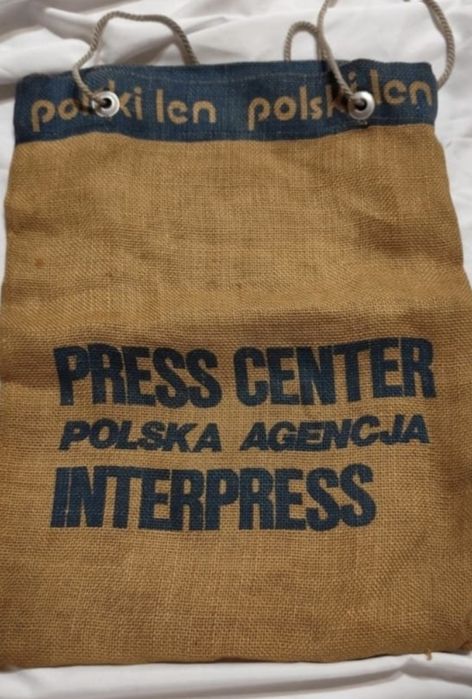 polski len polski len
PRESS CENTER
POLSKA AGENCJA
INTERPRESS